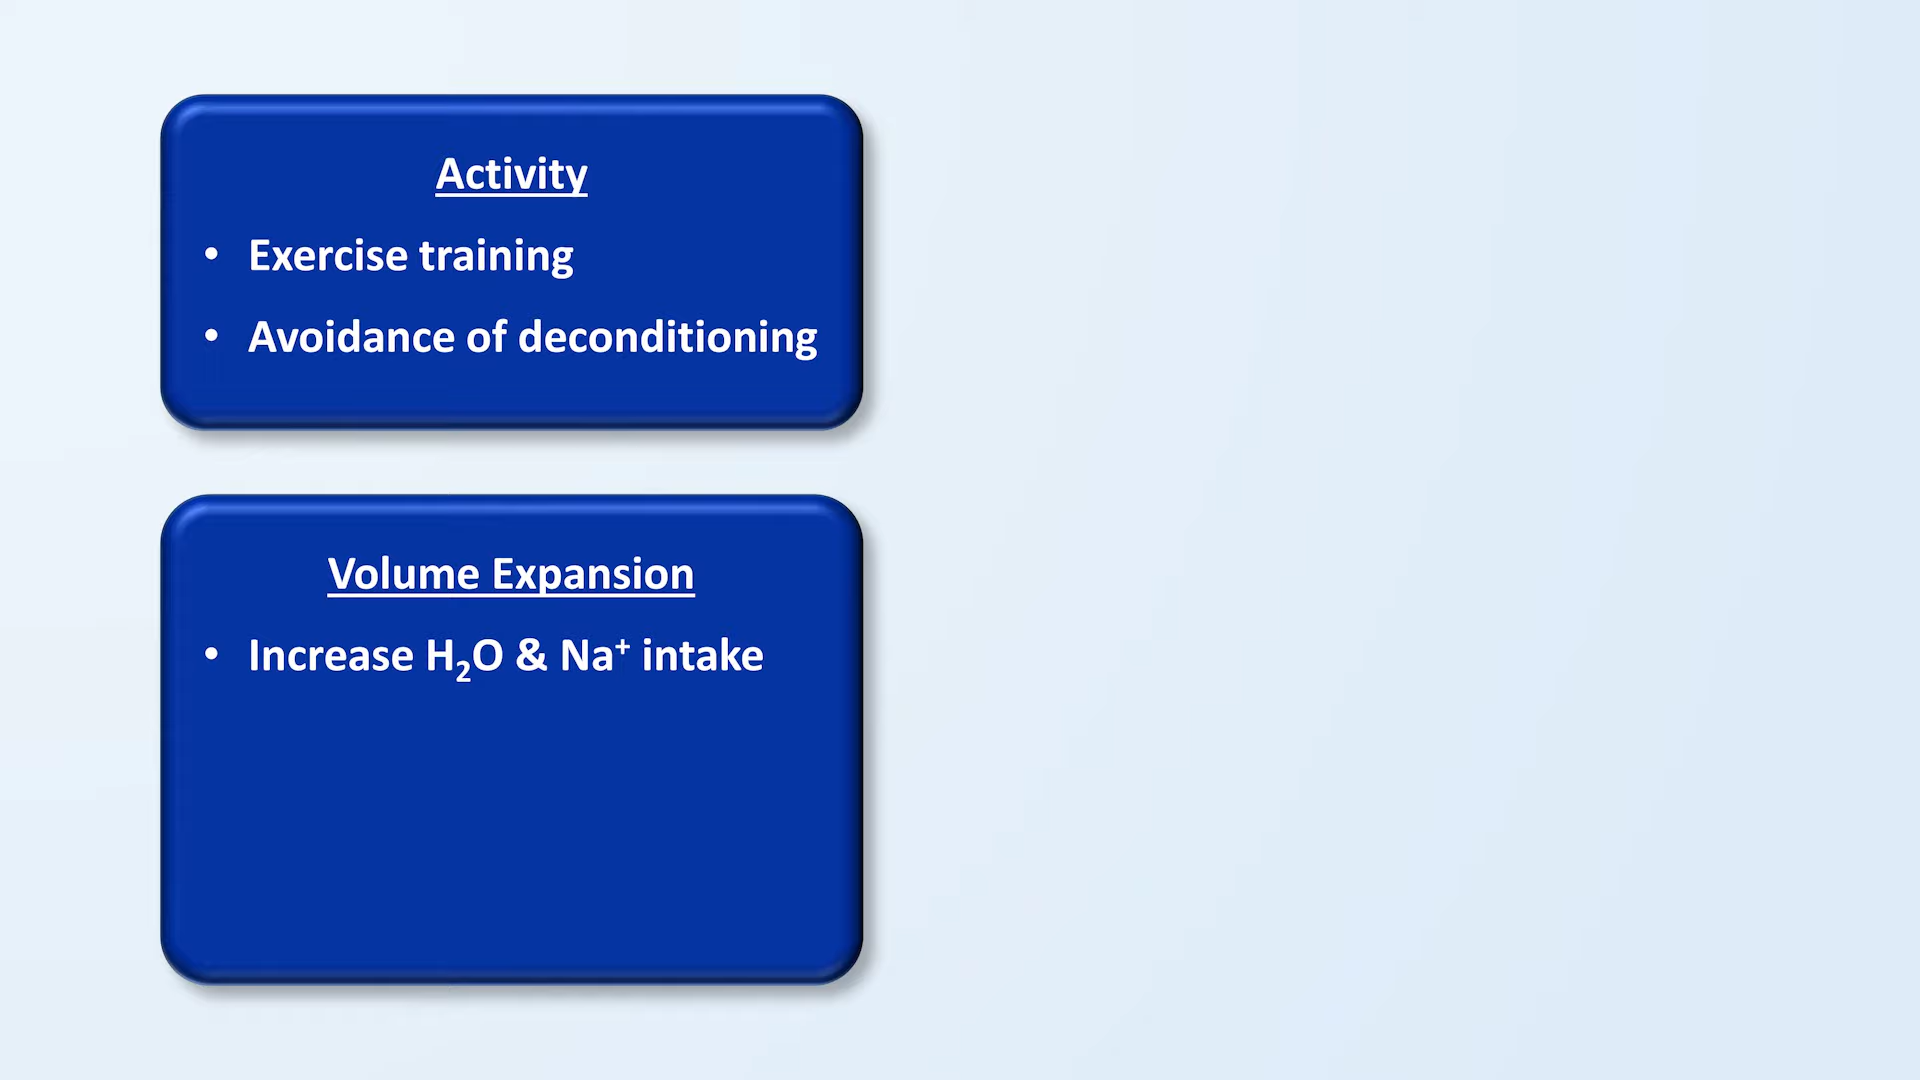 Activity
• Exercise training
• Avoidance of deconditioning
Volume Expansion
• Increase H₂O & Na⁺ intake